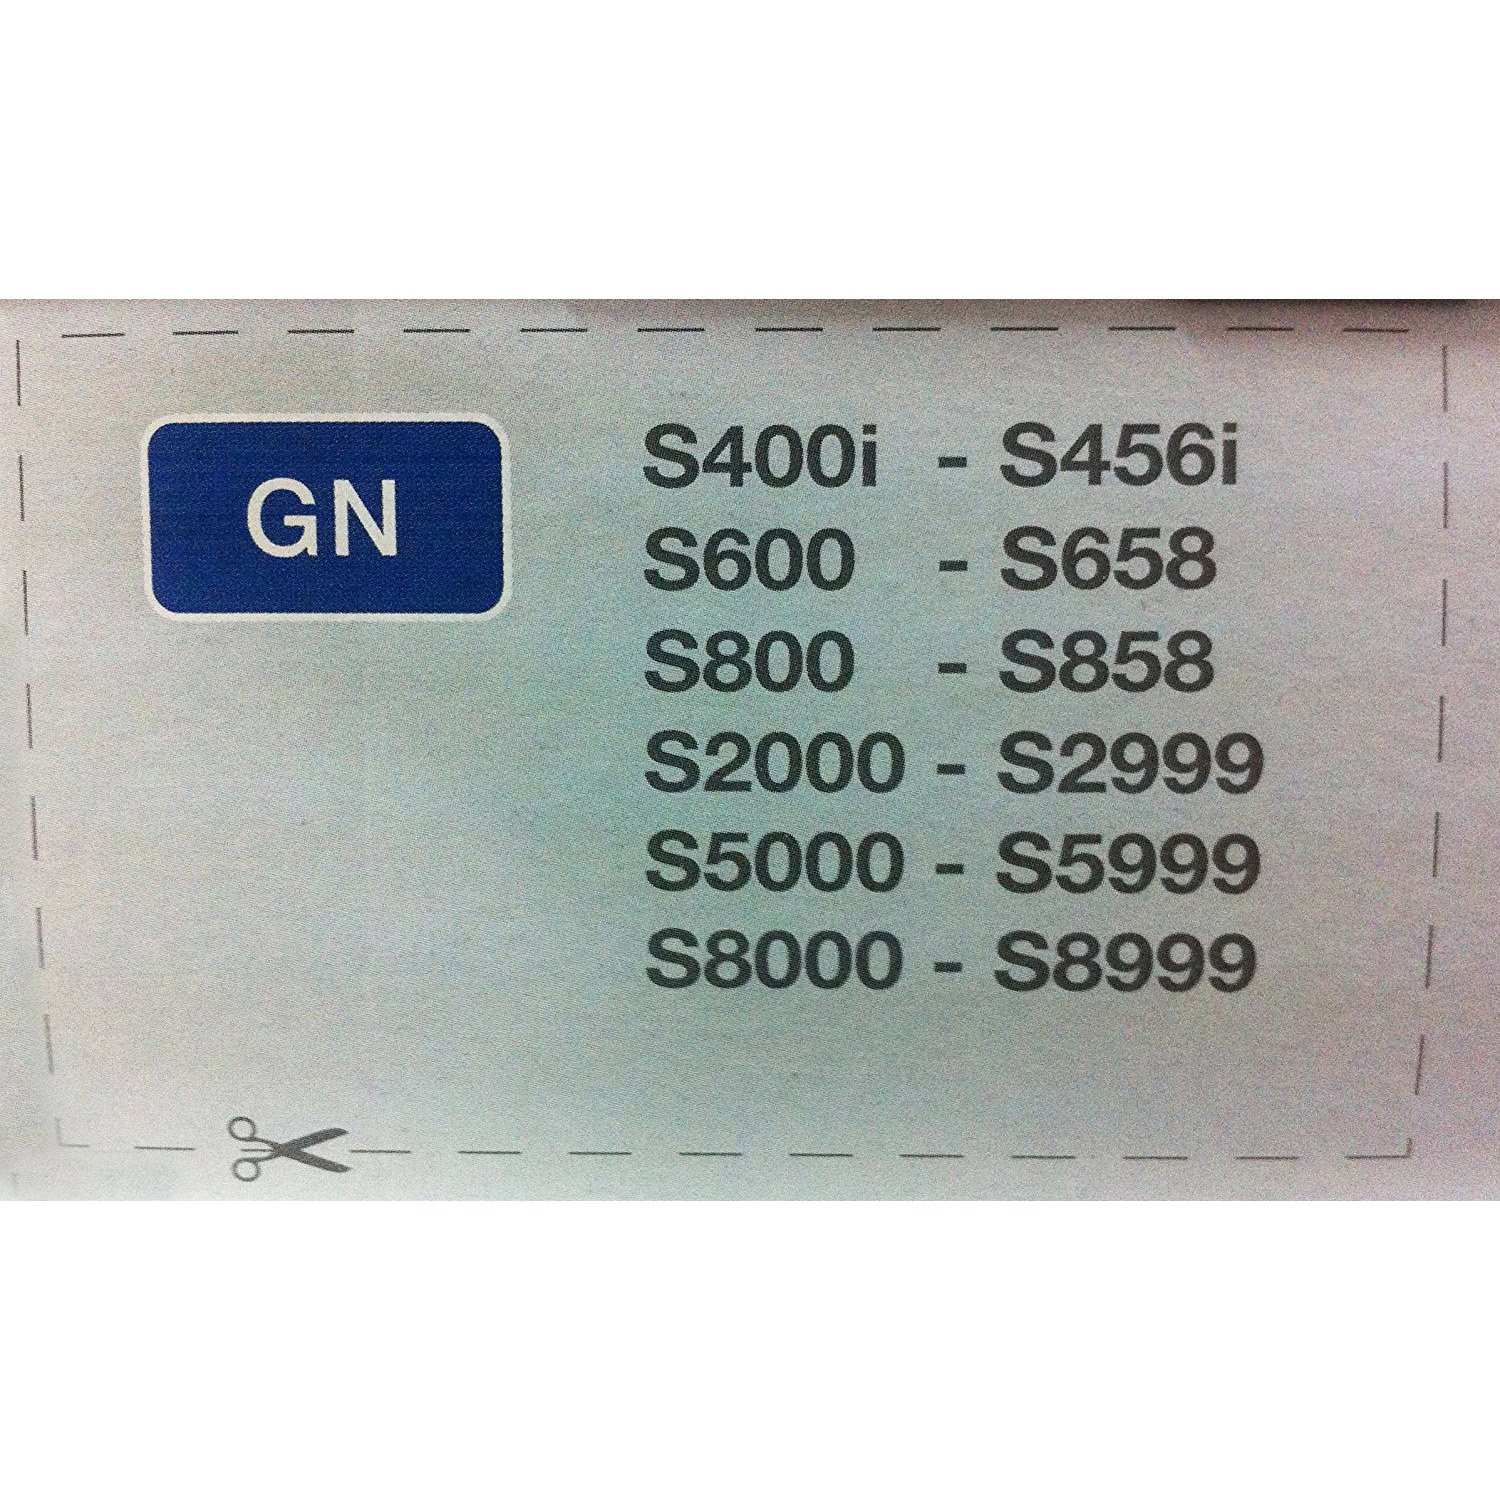 GN
S400i - S456i
S600 - S658
S800 - S858
S2000 - S2999
S5000 - S5999
S8000 - S8999